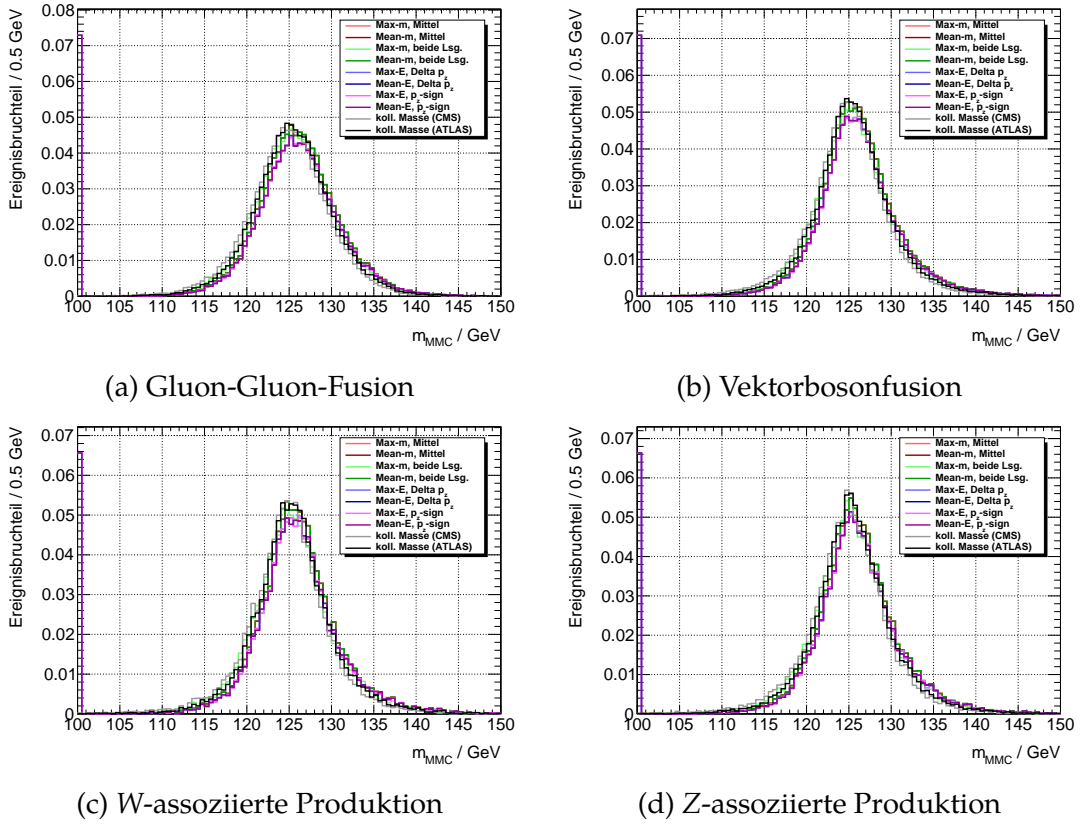 Ereignisbruchteil / 0.5 GeV
0.08
0.07
0.06
0.05
0.04
0.03
0.02
0.01
0
Max-m, Mittel
Mean-m, Mittel
Max-m, beide Lsg.
Mean-m, beide Lsg.
Max-E, Delta p_z
Mean-E, Delta p_z
Max-E, p_z-sign
Mean-E, p_z-sign
koll. Masse (CMS)
koll. Masse (ATLAS)
100 105 110 115 120 125 130 135 140 145 150
m_MMC / GeV
(a) Gluon-Gluon-Fusion
Ereignisbruchteil / 0.5 GeV
0.07
0.06
0.05
0.04
0.03
0.02
0.01
0
Max-m, Mittel
Mean-m, Mittel
Max-m, beide Lsg.
Mean-m, beide Lsg.
Max-E, Delta p_z
Mean-E, Delta p_z
Max-E, p_z-sign
Mean-E, p_z-sign
koll. Masse (CMS)
koll. Masse (ATLAS)
100 105 110 115 120 125 130 135 140 145 150
m_MMC / GeV
(b) Vektorbosonfusion
Ereignisbruchteil / 0.5 GeV
0.07
0.06
0.05
0.04
0.03
0.02
0.01
0
Max-m, Mittel
Mean-m, Mittel
Max-m, beide Lsg.
Mean-m, beide Lsg.
Max-E, Delta p_z
Mean-E, Delta p_z
Max-E, p_z-sign
Mean-E, p_z-sign
koll. Masse (CMS)
koll. Masse (ATLAS)
100 105 110 115 120 125 130 135 140 145 150
m_MMC / GeV
(c) W-assoziierte Produktion
Ereignisbruchteil / 0.5 GeV
0.07
0.06
0.05
0.04
0.03
0.02
0.01
0
Max-m, Mittel
Mean-m, Mittel
Max-m, beide Lsg.
Mean-m, beide Lsg.
Max-E, Delta p_z
Mean-E, Delta p_z
Max-E, p_z-sign
Mean-E, p_z-sign
koll. Masse (CMS)
koll. Masse (ATLAS)
100 105 110 115 120 125 130 135 140 145 150
m_MMC / GeV
(d) Z-assoziierte Produktion